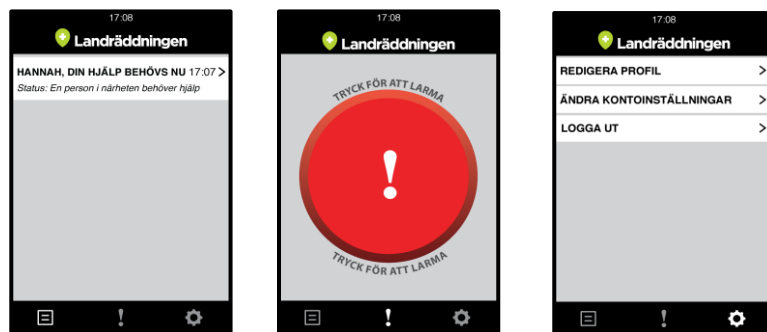 17:08
Landräddningen
HANNAH, DIN HJÄLP BEHÖVS NU 17:07 >
Status: En person i närheten behöver hjälp
17:08
Landräddningen
TRYCK FÖR ATT LARMA
!
TRYCK FÖR ATT LARMA
17:08
Landräddningen
REDIGERA PROFIL >
ÄNDRA KONTOINSTÄLLNINGAR >
LOGGA UT >